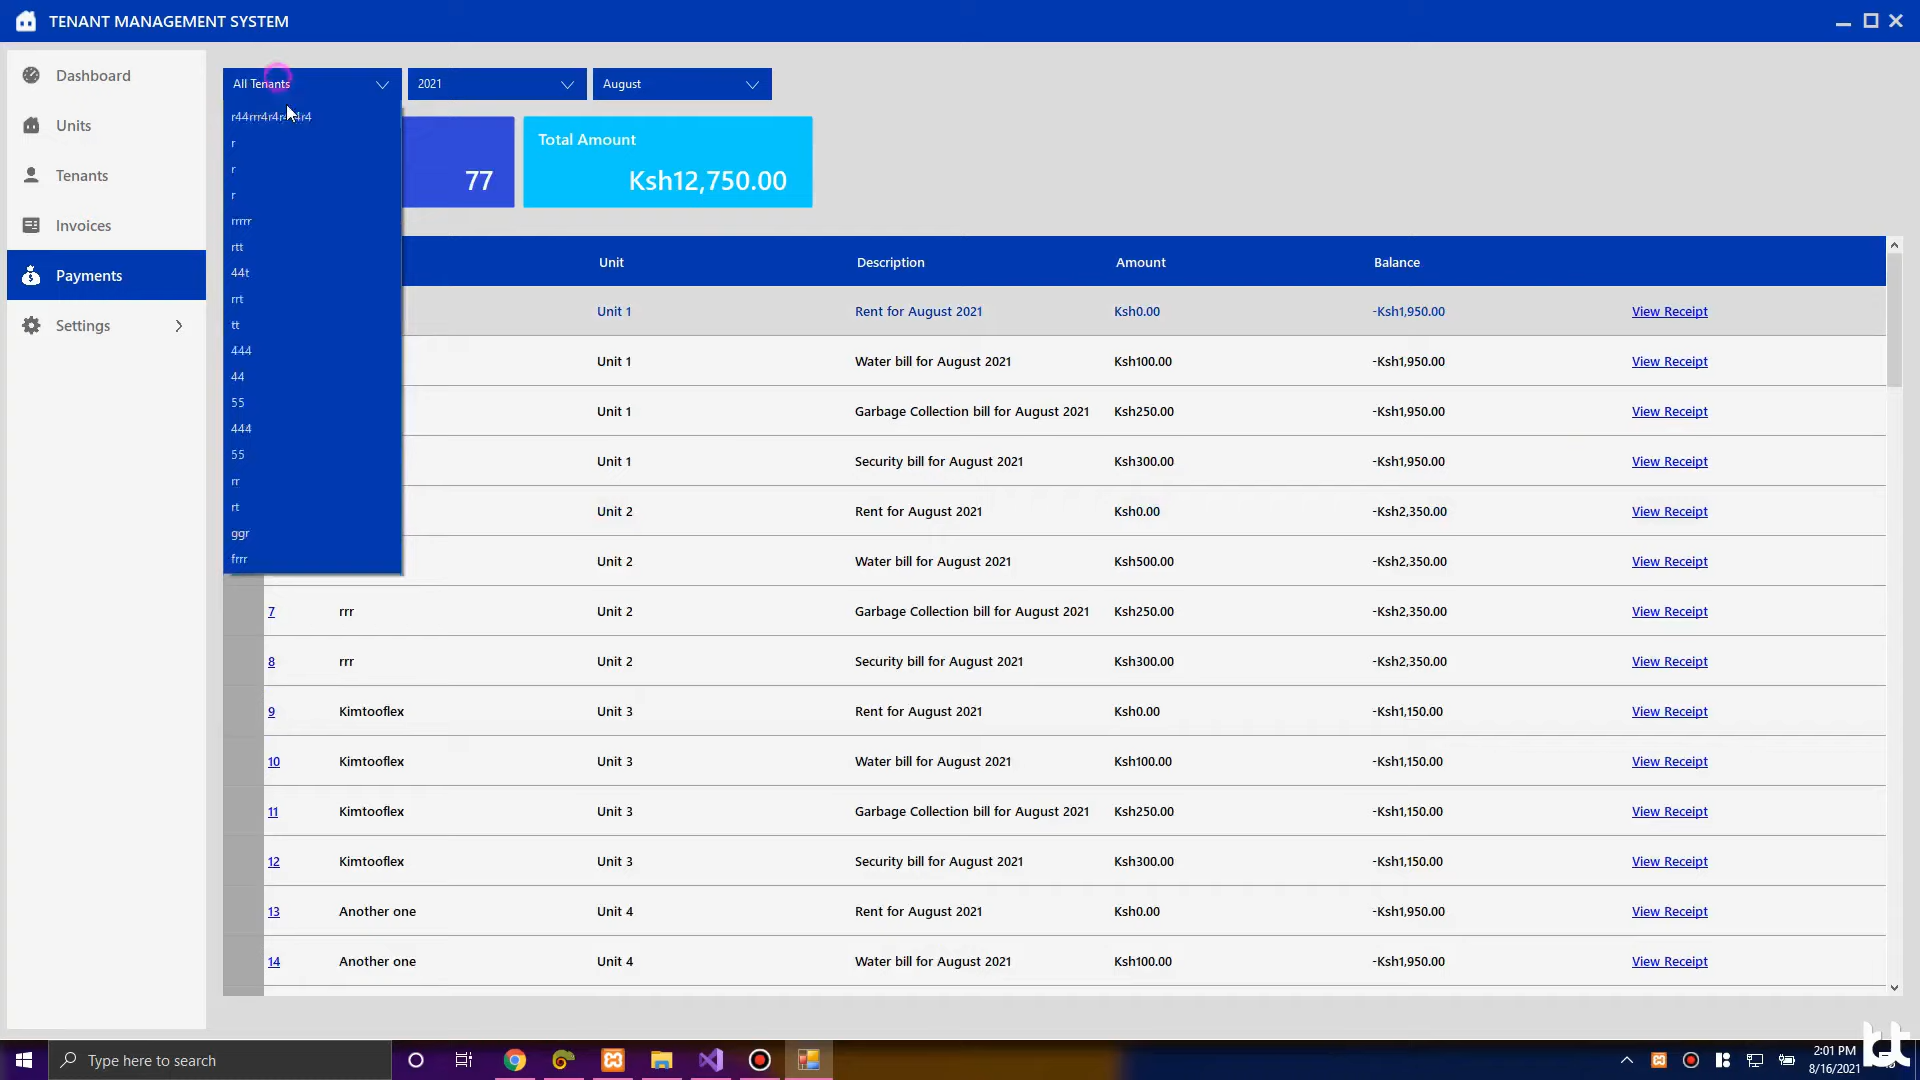 TENANT MANAGEMENT SYSTEM
Dashboard
Units
Tenants
Invoices
Payments
Settings
All Tenants
2021
August
r
r
r
rrrrr
rtt
44t
rrt
tt
444
44
55
444
55
rr
rt
ggr
frrr
77
Total Amount
Ksh12,750.00
Unit Description Amount Balance
Unit 1 Rent for August 2021 Ksh0.00 -Ksh1,950.00 View Receipt
Unit 1 Water bill for August 2021 Ksh100.00 -Ksh1,950.00 View Receipt
Unit 1 Garbage Collection bill for August 2021 Ksh250.00 -Ksh1,950.00 View Receipt
Unit 1 Security bill for August 2021 Ksh300.00 -Ksh1,950.00 View Receipt
Unit 2 Rent for August 2021 Ksh0.00 -Ksh2,350.00 View Receipt
Unit 2 Water bill for August 2021 Ksh500.00 -Ksh2,350.00 View Receipt
7 rrr Unit 2 Garbage Collection bill for August 2021 Ksh250.00 -Ksh2,350.00 View Receipt
8 rrr Unit 2 Security bill for August 2021 Ksh300.00 -Ksh2,350.00 View Receipt
9 Kimtooflex Unit 3 Rent for August 2021 Ksh0.00 -Ksh1,150.00 View Receipt
10 Kimtooflex Unit 3 Water bill for August 2021 Ksh100.00 -Ksh1,150.00 View Receipt
11 Kimtooflex Unit 3 Garbage Collection bill for August 2021 Ksh250.00 -Ksh1,150.00 View Receipt
12 Kimtooflex Unit 3 Security bill for August 2021 Ksh300.00 -Ksh1,150.00 View Receipt
13 Another one Unit 4 Rent for August 2021 Ksh0.00 -Ksh1,950.00 View Receipt
14 Another one Unit 4 Water bill for August 2021 Ksh100.00 -Ksh1,950.00 View Receipt
Type here to search
2:01 PM
8/16/2021